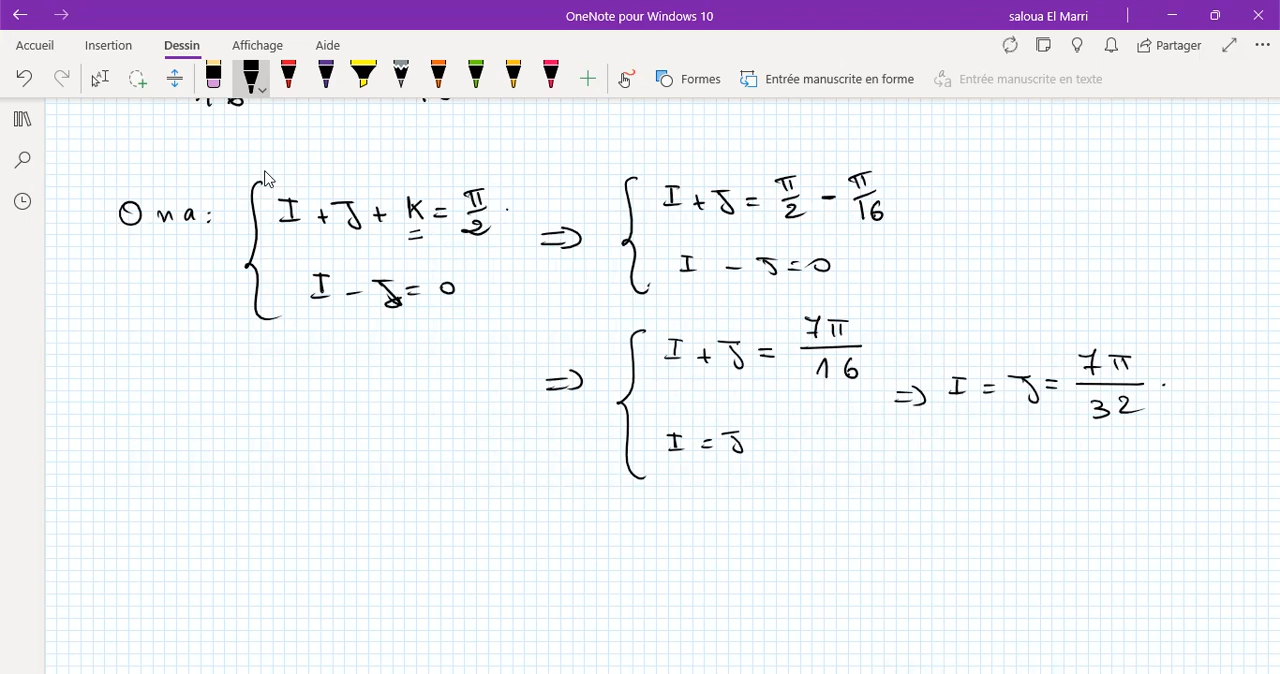 OneNote pour Windows 10
saloua El Marri
Accueil Insertion Dessin Affichage Aide
Partager
Formes
Entrée manuscrite en forme
Entrée manuscrite en texte
On a : { I + J + K = π/2 . ⇒ { I + J = π/2 − π/16
I − J = 0 I − J = 0
⇒ { I + J = 7π/16 ⇒ I = J = 7π/32 .
I = J